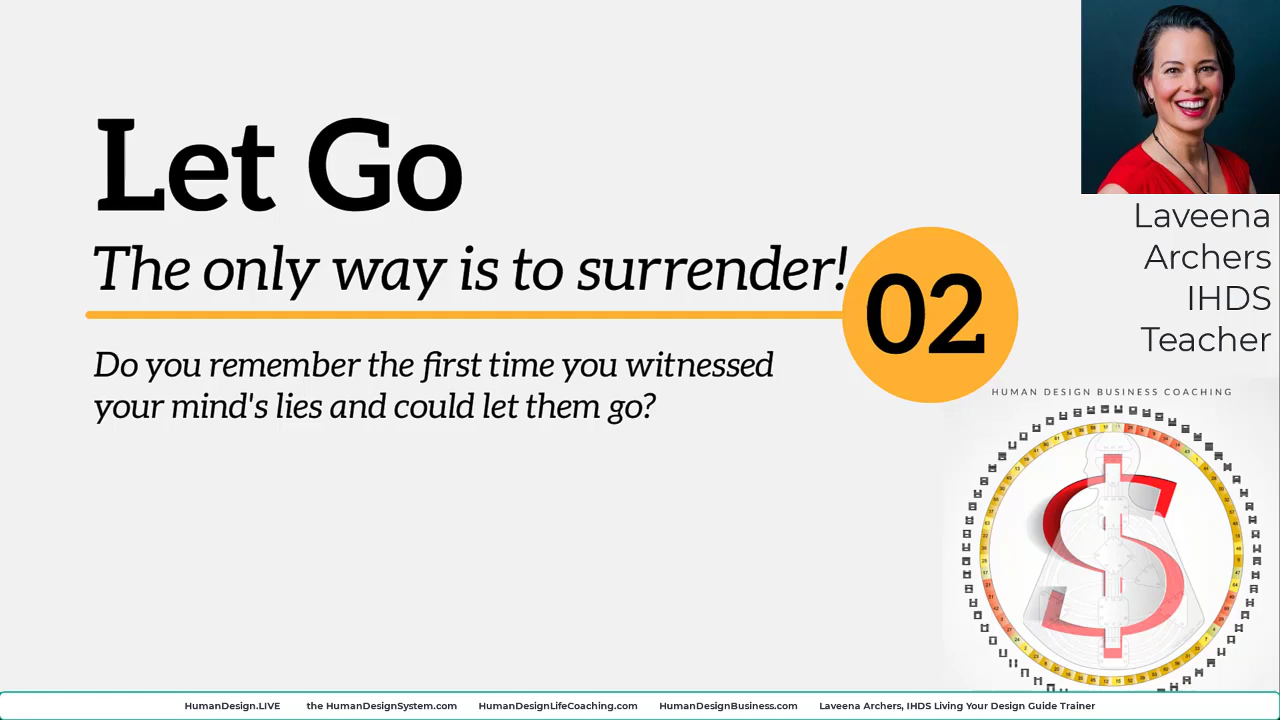 Let Go
The only way is to surrender!
02
Do you remember the first time you witnessed
your mind's lies and could let them go?
Laveena
Archers
IHDS
Teacher
HUMAN DESIGN BUSINESS COACHING
HumanDesign.LIVE the HumanDesignSystem.com HumanDesignLifeCoaching.com HumanDesignBusiness.com Laveena Archers, IHDS Living Your Design Guide Trainer